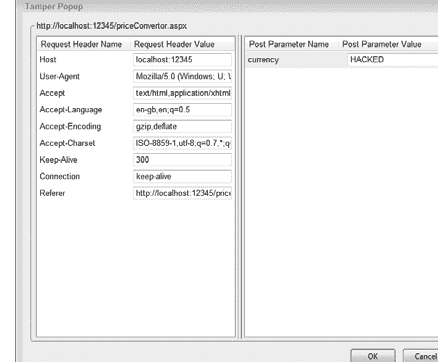 Tamper Popup
http://localhost:12345/priceConvertor.aspx
Request Header Name Request Header Value Post Parameter Name Post Parameter Value
Host localhost:12345 currency HACKED
User-Agent Mozilla/5.0 (Windows; U; \
Accept text/html,application/xhtml
Accept-Language en-gb,en;q=0.5
Accept-Encoding gzip,deflate
Accept-Charset ISO-8859-1,utf-8;q=0.7,*;q
Keep-Alive 300
Connection keep-alive
Referer http://localhost:12345/price
OK Cancel